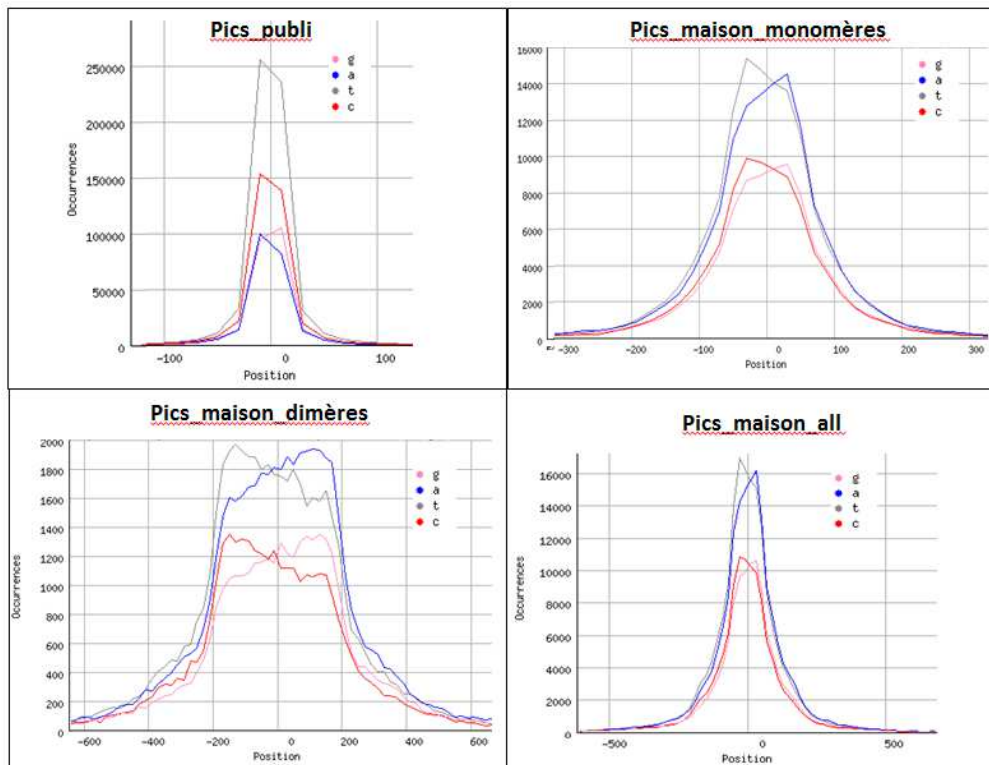 Pics_publi
g
a
t
c
250000
200000
150000
100000
50000
0
Occurrences
-100
0
100
Position
Pics_maison_monomères
16000
14000
12000
10000
8000
6000
4000
2000
0
g
a
t
c
-300
-200
-100
0
100
200
300
Position
Pics_maison_dimères
2000
1800
1600
1400
1200
1000
800
600
400
200
0
Occurrences
g
a
t
c
-600
-400
-200
0
200
400
600
Position
Pics_maison_all
16000
14000
12000
10000
8000
6000
4000
2000
0
Occurrences
g
a
t
c
-500
0
500
Position